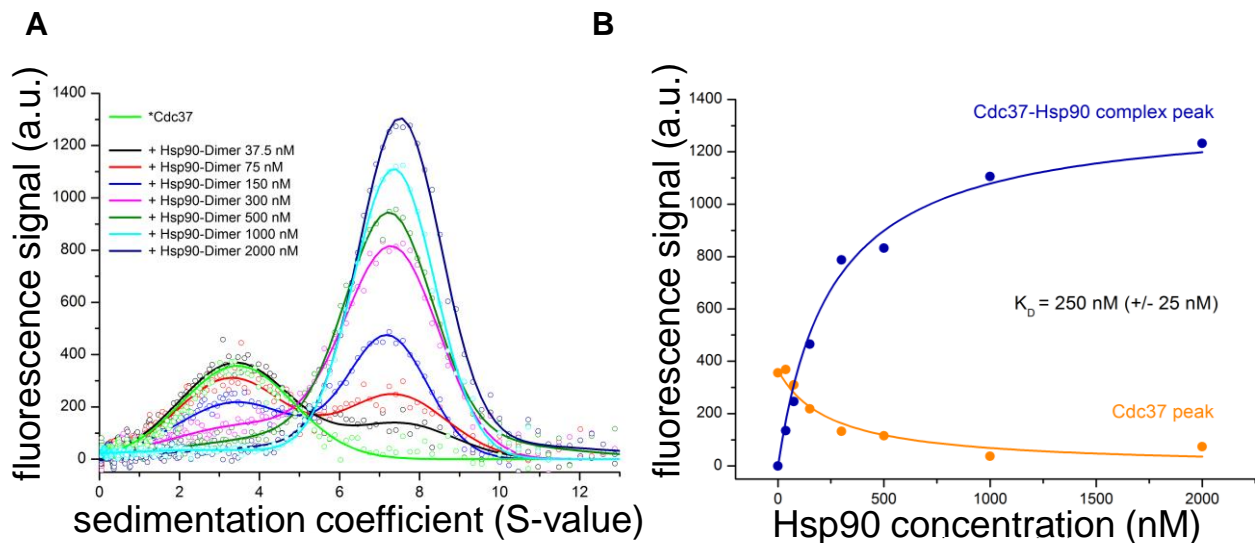 A
fluorescence signal (a.u.)
1400
1200
1000
800
600
400
200
0
*Cdc37
+ Hsp90-Dimer 37.5 nM
+ Hsp90-Dimer 75 nM
+ Hsp90-Dimer 150 nM
+ Hsp90-Dimer 300 nM
+ Hsp90-Dimer 500 nM
+ Hsp90-Dimer 1000 nM
+ Hsp90-Dimer 2000 nM
0 2 4 6 8 10 12
sedimentation coefficient (S-value)
B
fluorescence signal (a.u.)
1400
1200
1000
800
600
400
200
0
Cdc37-Hsp90 complex peak
K_D = 250 nM (+/- 25 nM)
Cdc37 peak
0 500 1000 1500 2000
Hsp90 concentration (nM)